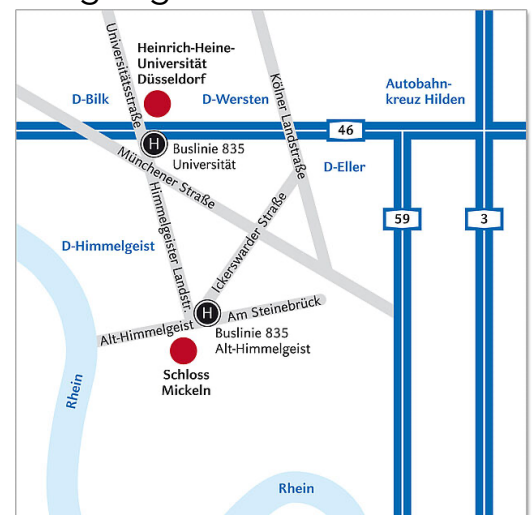 Universitätsstraße
Heinrich-Heine-
Universität
Düsseldorf
Kölner Landstraße
Autobahn-
kreuz Hilden
D-Bilk
D-Wersten
46
H
Buslinie 835
Universität
Münchener Straße
D-Eller
Himmelgeister Landstr.
Ickerswarder Straße
59
3
D-Himmelgeist
H
Am Steinebrück
Alt-Himmelgeist
Buslinie 835
Alt-Himmelgeist
Schloss
Mickeln
Rhein
Rhein